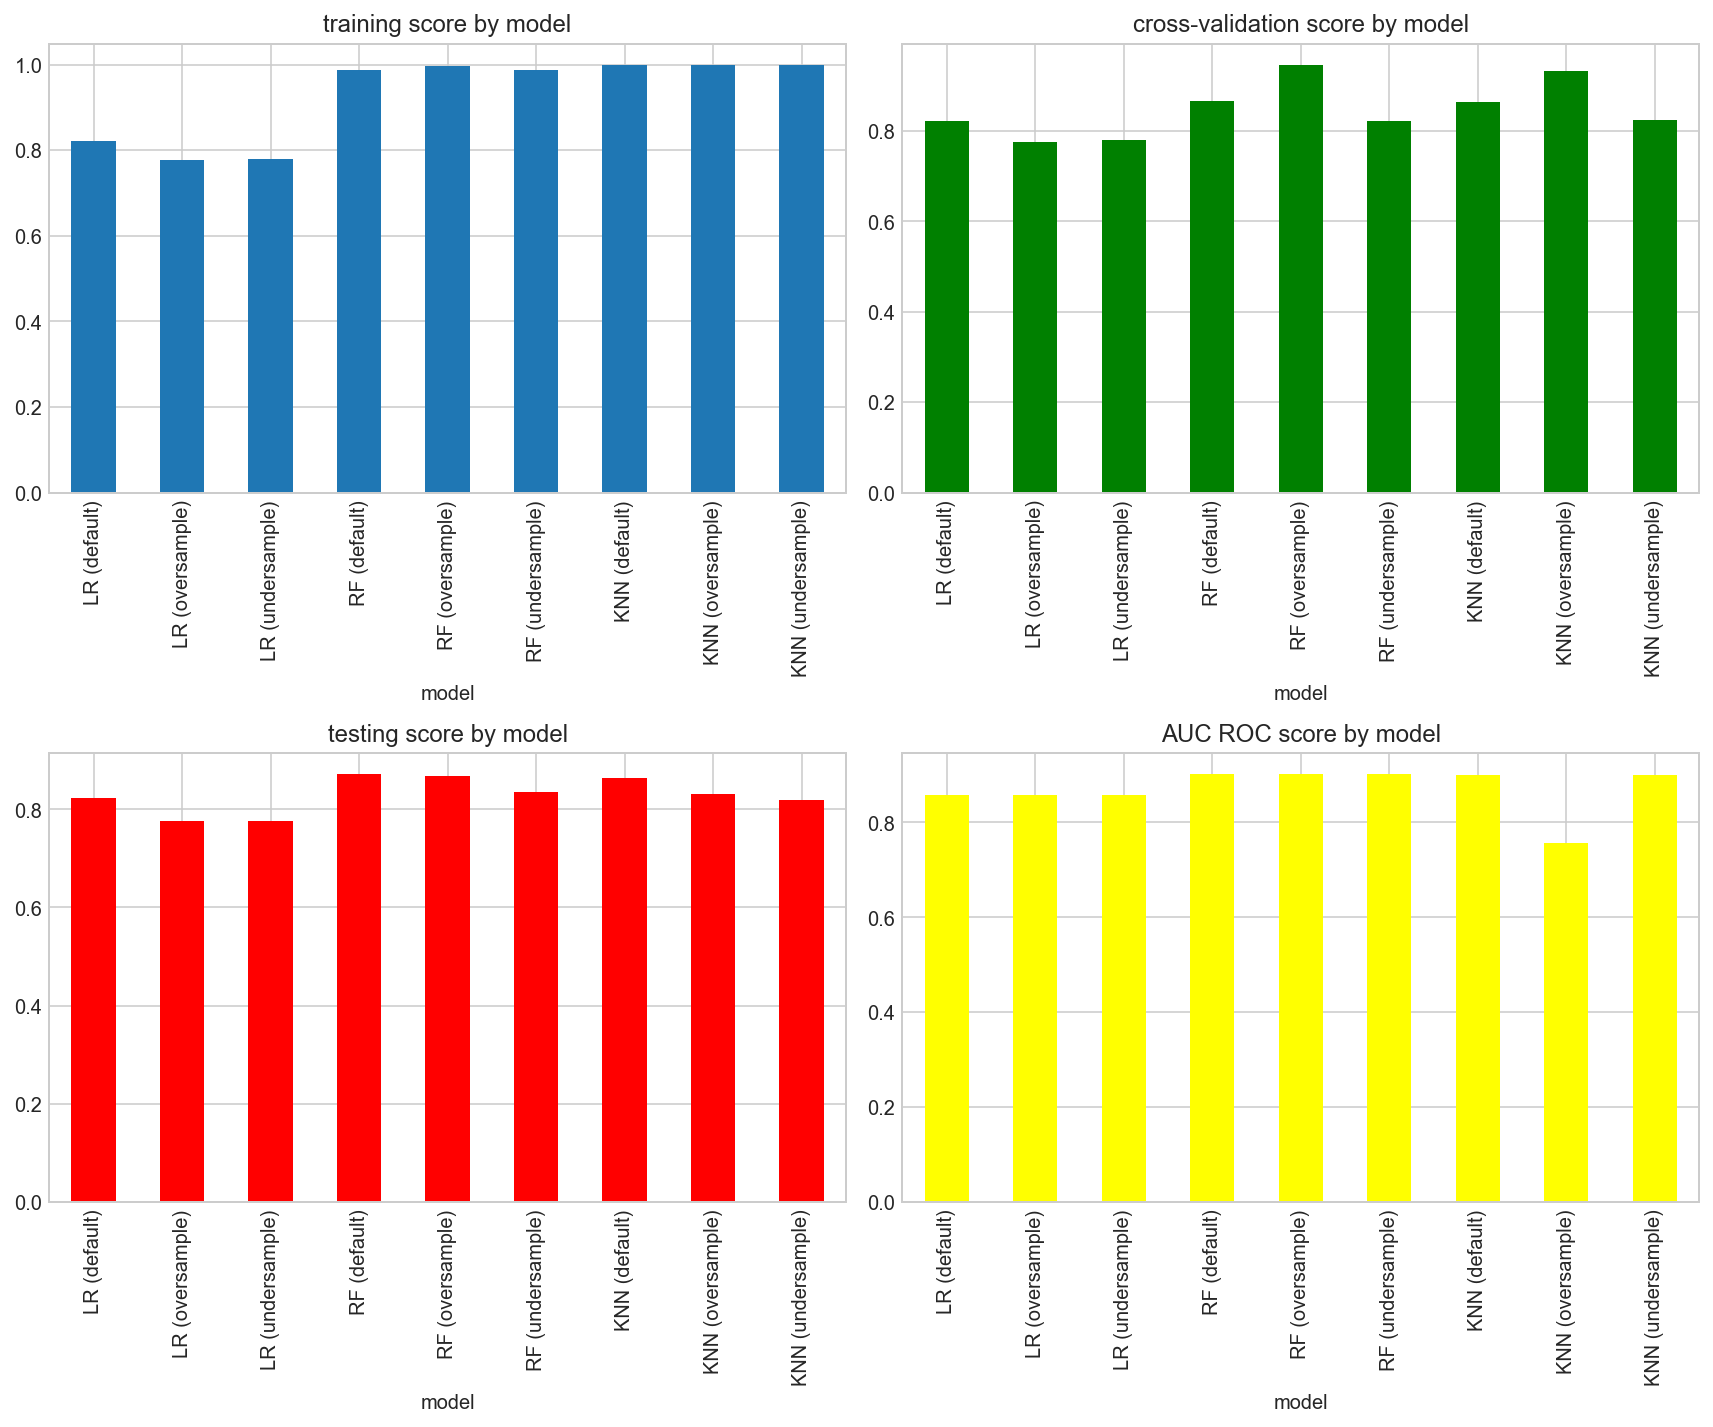 training score by model
1.0
0.8
0.6
0.4
0.2
0.0
LR (default)
LR (oversample)
LR (undersample)
RF (default)
RF (oversample)
RF (undersample)
KNN (default)
KNN (oversample)
KNN (undersample)
model
cross-validation score by model
0.8
0.6
0.4
0.2
0.0
LR (default)
LR (oversample)
LR (undersample)
RF (default)
RF (oversample)
RF (undersample)
KNN (default)
KNN (oversample)
KNN (undersample)
model
testing score by model
0.8
0.6
0.4
0.2
0.0
LR (default)
LR (oversample)
LR (undersample)
RF (default)
RF (oversample)
RF (undersample)
KNN (default)
KNN (oversample)
KNN (undersample)
model
AUC ROC score by model
0.8
0.6
0.4
0.2
0.0
LR (default)
LR (oversample)
LR (undersample)
RF (default)
RF (oversample)
RF (undersample)
KNN (default)
KNN (oversample)
KNN (undersample)
model